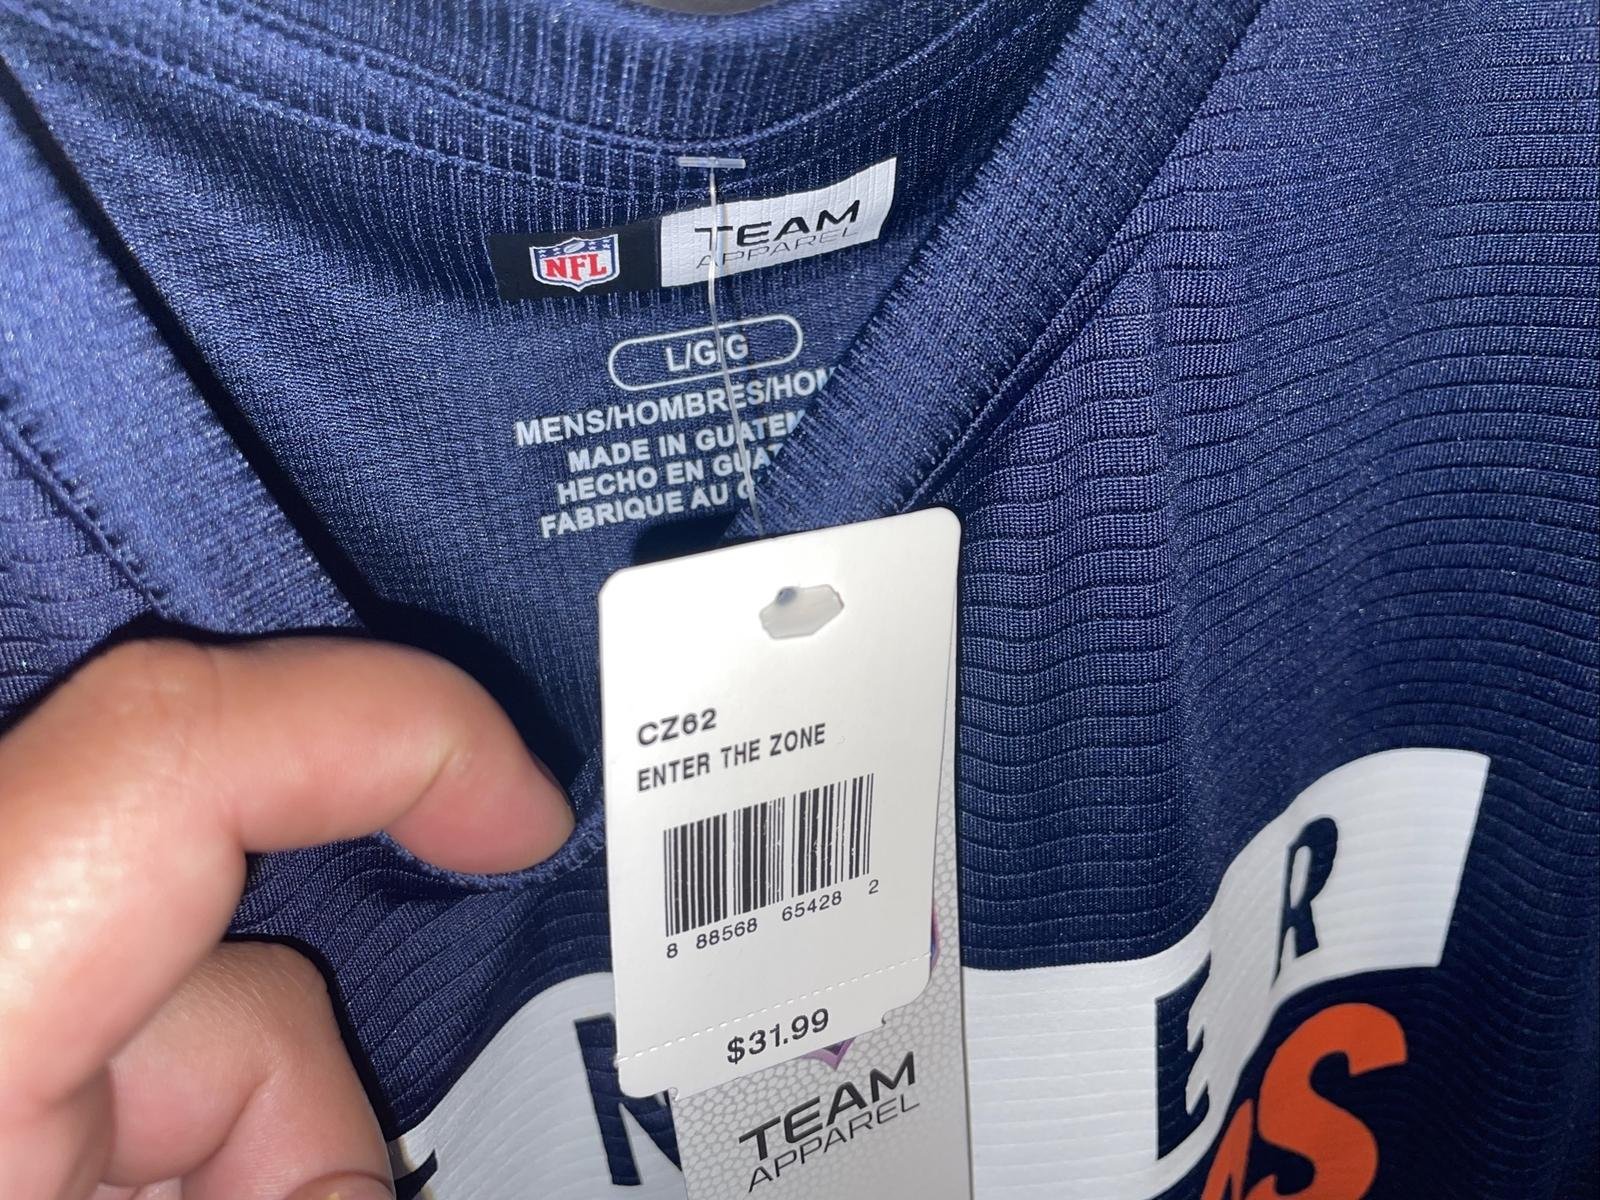 NFL TEAM
APPAREL
L/G/G
MENS/HOMBRES/HOM
MADE IN GUATEM
HECHO EN GUAT
FABRIQUE AU G
CZ62
ENTER THE ZONE
8 88568 65428 2
$31.99
TEAM
APPAREL
N ER
S